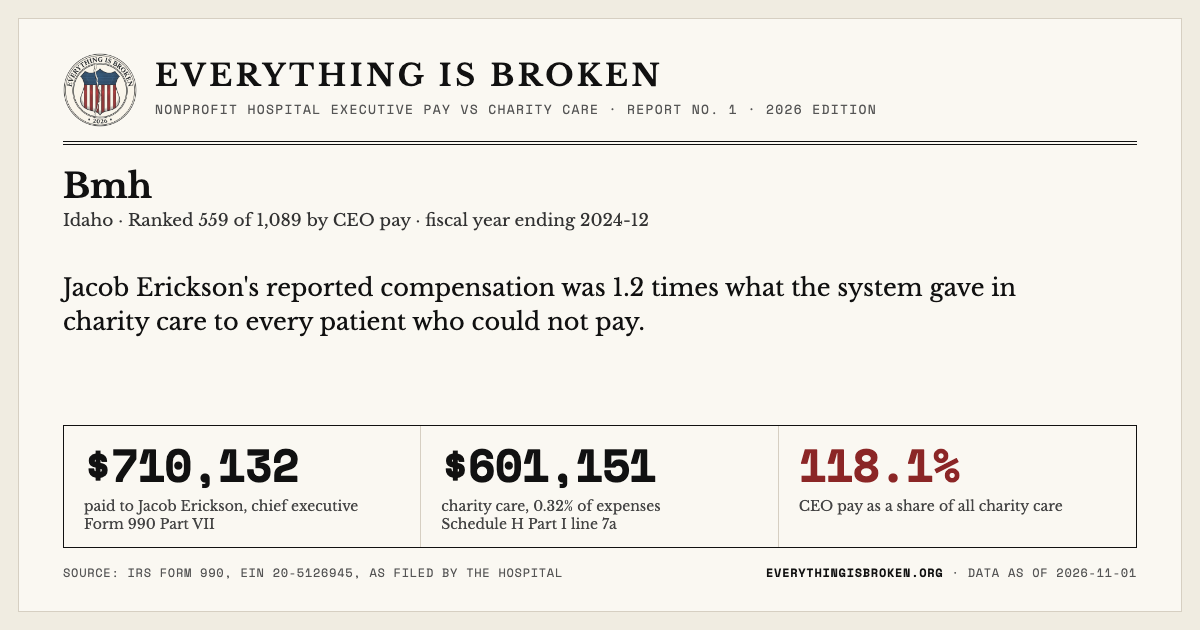 EVERYTHING IS BROKEN
2026
EVERYTHING IS BROKEN
NONPROFIT HOSPITAL EXECUTIVE PAY VS CHARITY CARE · REPORT NO. 1 · 2026 EDITION
Bmh
Idaho · Ranked 559 of 1,089 by CEO pay · fiscal year ending 2024-12
Jacob Erickson's reported compensation was 1.2 times what the system gave in
charity care to every patient who could not pay.
$710,132
paid to Jacob Erickson, chief executive
Form 990 Part VII
$601,151
charity care, 0.32% of expenses
Schedule H Part I line 7a
118.1%
CEO pay as a share of all charity care
SOURCE: IRS FORM 990, EIN 20-5126945, AS FILED BY THE HOSPITAL
EVERYTHINGISBROKEN.ORG · DATA AS OF 2026-11-01